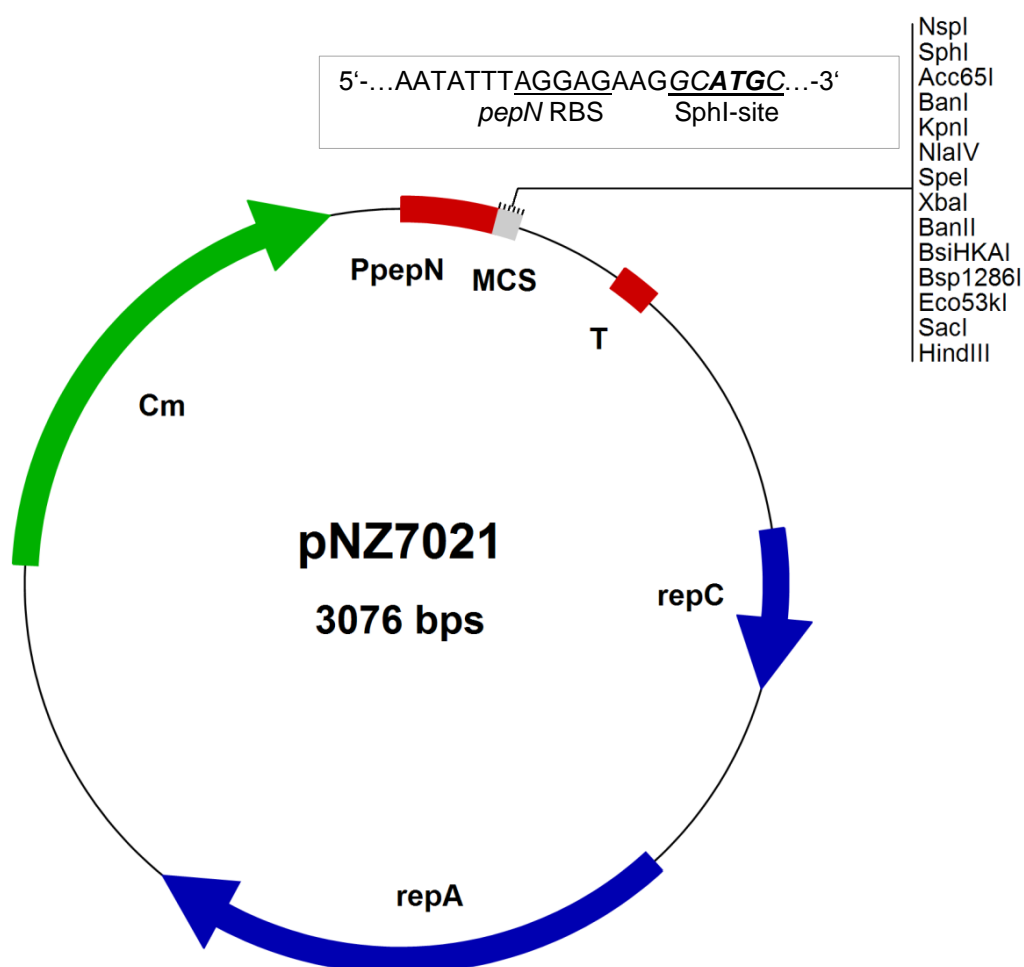 5‘-…AATATTTAGGAGAAGGCATGC…-3‘
pepN RBS SphI-site
NspI
SphI
Acc65I
BanI
KpnI
NlaIV
SpeI
XbaI
BanII
BsiHKAI
Bsp1286I
Eco53kI
SacI
HindIII
PpepN
MCS
T
Cm
pNZ7021
3076 bps
repC
repA